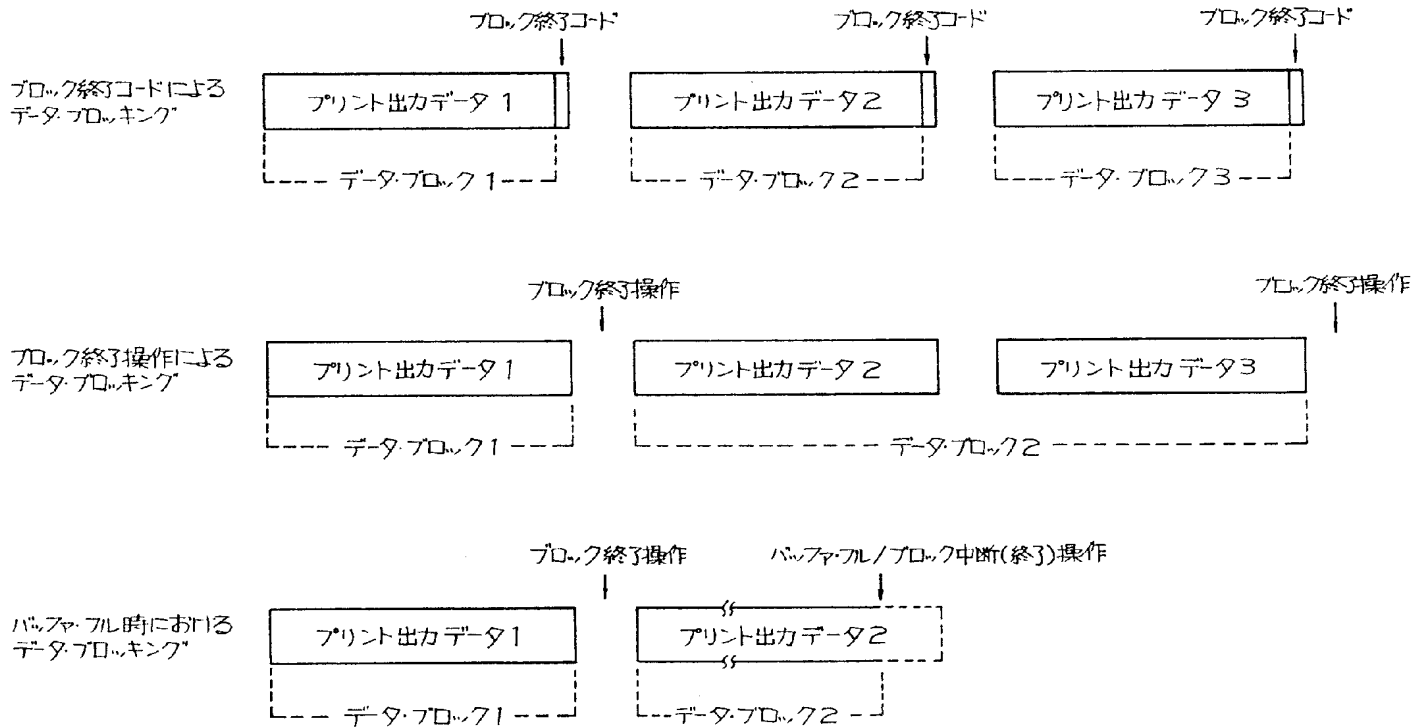 ブロック終了コード
ブロック終了コード
ブロック終了コード
ブロック終了コードによる
データ・ブロッキング
プリント出力データ1
プリント出力データ2
プリント出力データ3
データ・ブロック1
データ・ブロック2
データ・ブロック3
ブロック終了操作
ブロック終了操作
ブロック終了操作による
データ・ブロッキング
プリント出力データ1
プリント出力データ2
プリント出力データ3
データ・ブロック1
データ・ブロック2
ブロック終了操作
バッファ・フル/ブロック中断(終了)操作
バッファ・フル時における
データ・ブロッキング
プリント出力データ1
プリント出力データ2
データ・ブロック1
データ・ブロック2